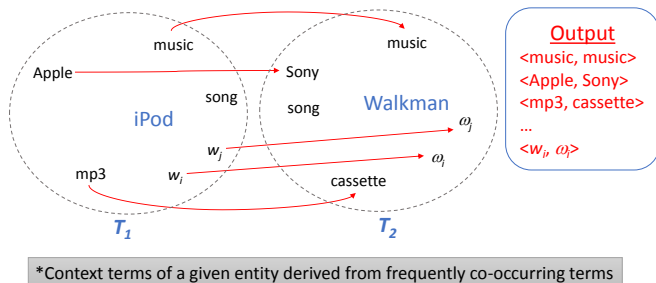 music
music
Apple
Sony
song
song
iPod
Walkman
w_j
ω_j
w_i
ω_i
mp3
cassette
T_1
T_2
Output
<music, music>
<Apple, Sony>
<mp3, cassette>
...
<w_i, ω_i>
*Context terms of a given entity derived from frequently co-occurring terms